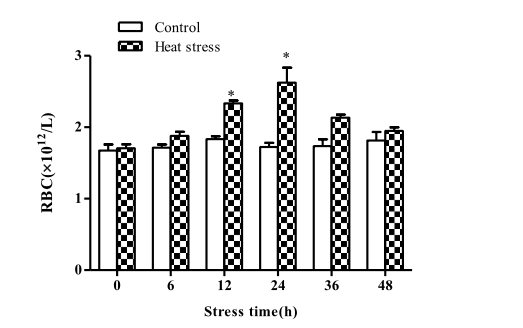 Control
Heat stress
*
*
3
2
1
0
RBC(×10¹²/L)
0 6 12 24 36 48
Stress time(h)